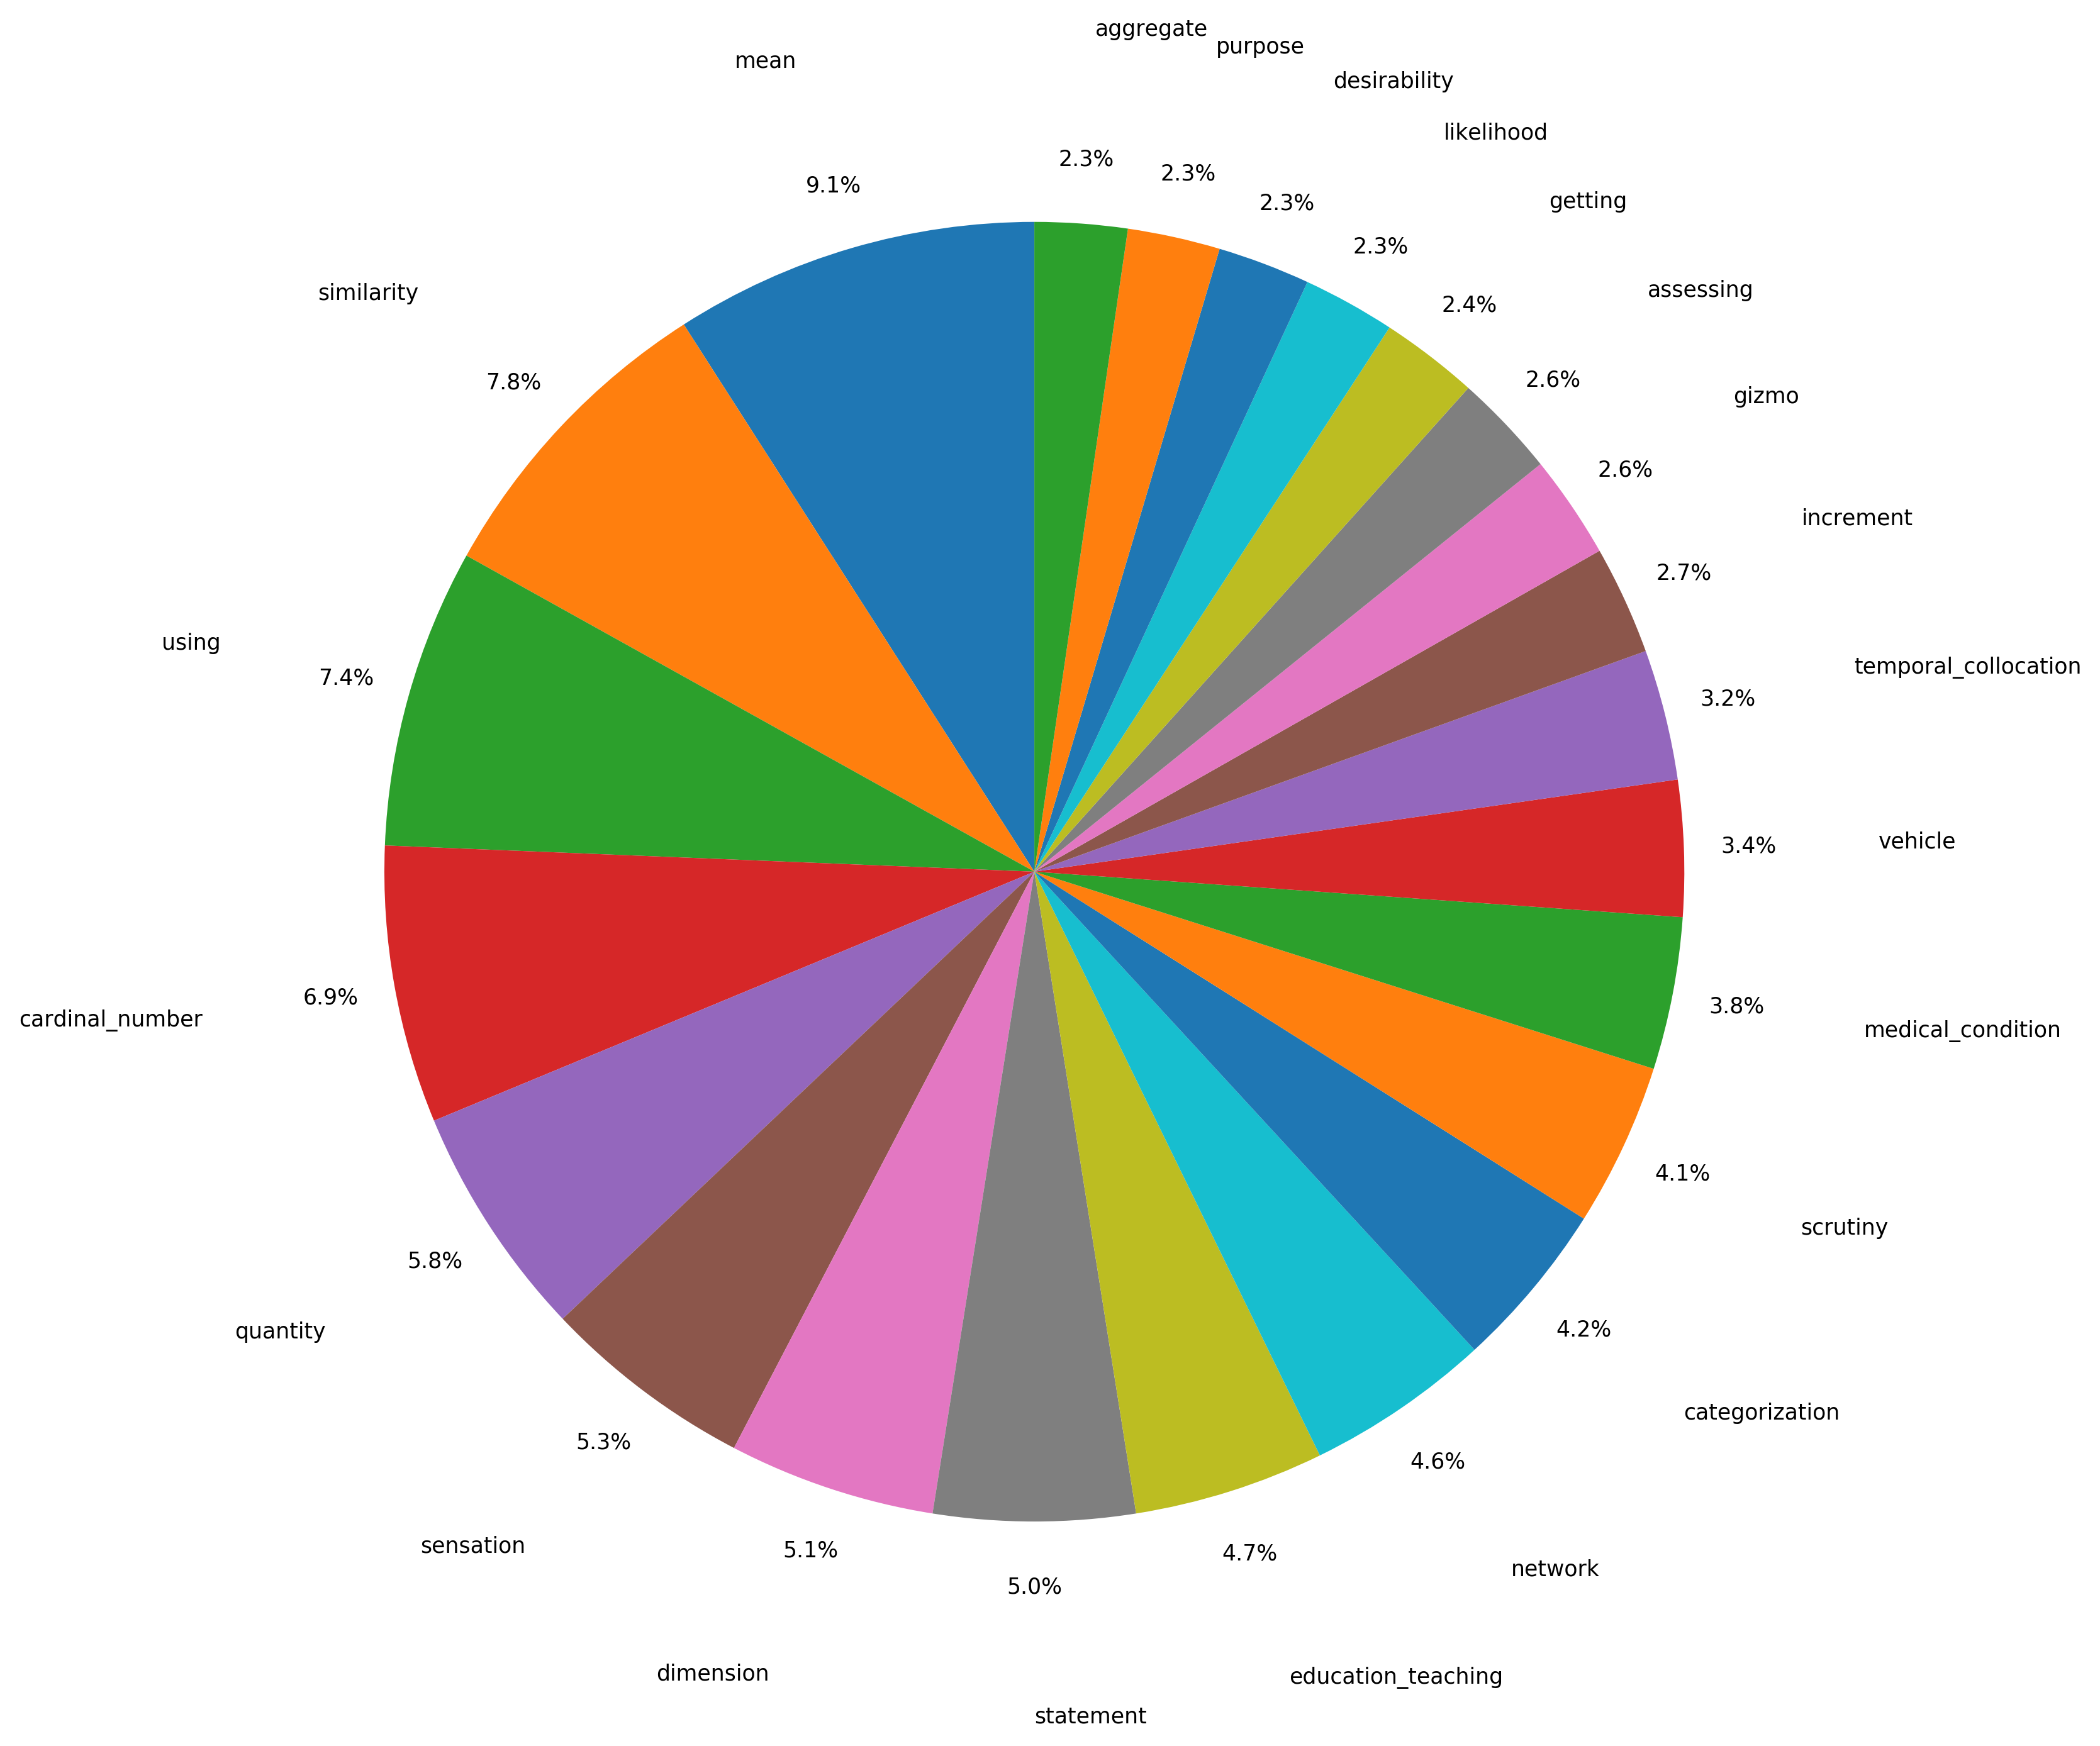 aggregate
purpose
mean
desirability
likelihood
2.3%
2.3%
9.1%
2.3%
getting
2.3%
similarity
assessing
2.4%
7.8%
2.6%
gizmo
2.6%
increment
2.7%
using
temporal_collocation
7.4%
3.2%
vehicle
3.4%
6.9%
3.8%
cardinal_number
medical_condition
4.1%
scrutiny
5.8%
4.2%
quantity
categorization
5.3%
4.6%
sensation
5.1%
4.7%
network
5.0%
dimension
education_teaching
statement